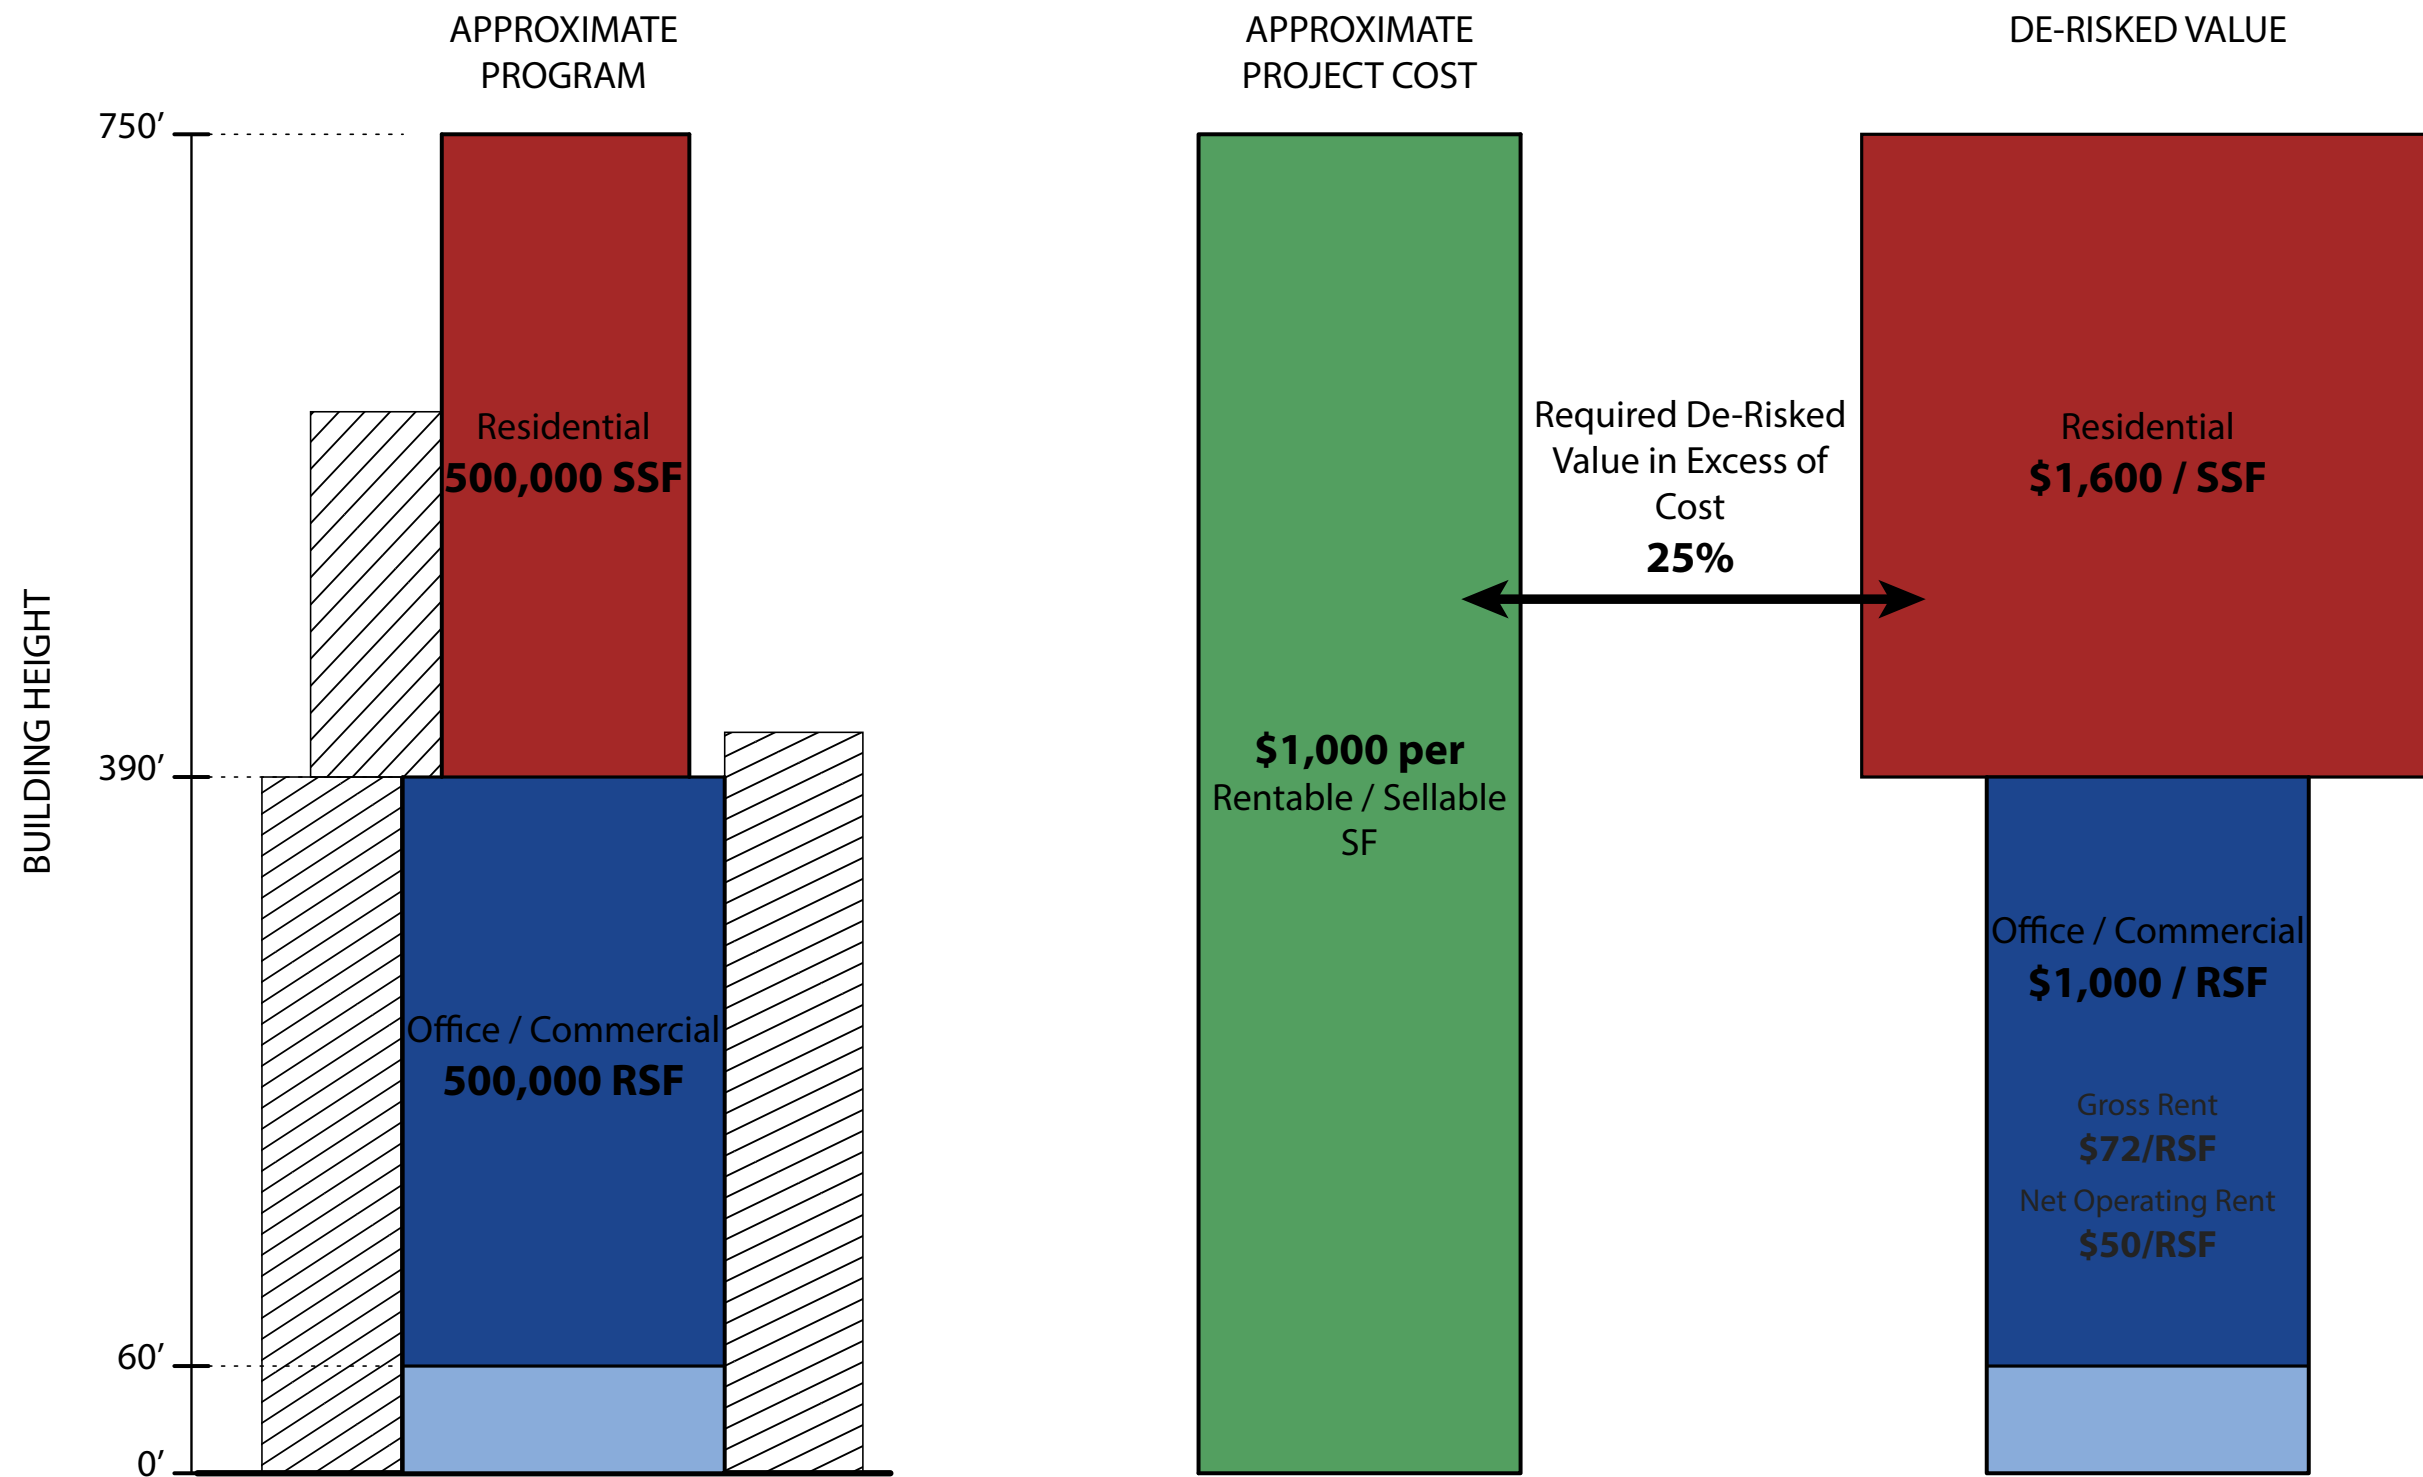 APPROXIMATE
PROGRAM
APPROXIMATE
PROJECT COST
DE-RISKED VALUE
BUILDING HEIGHT
750’
390’
60’
0’
Residential
500,000 SSF
Office / Commercial
500,000 RSF
$1,000 per
Rentable / Sellable
SF
Required De-Risked
Value in Excess of
Cost
25%
Residential
$1,600 / SSF
Office / Commercial
$1,000 / RSF
Gross Rent
$72/RSF
Net Operating Rent
$50/RSF